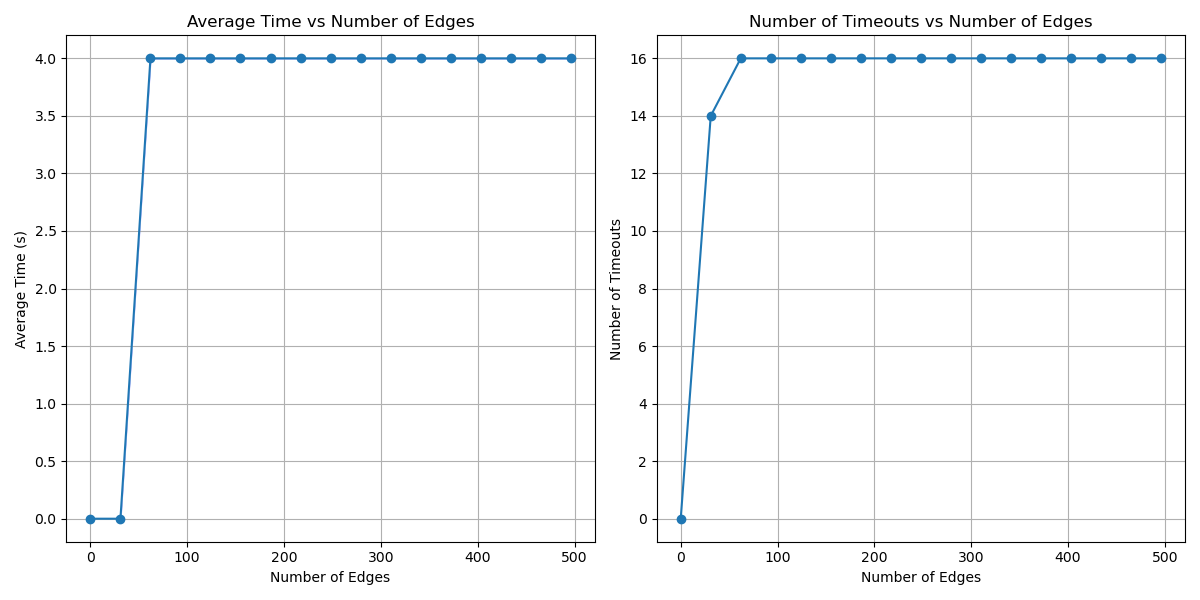 Average Time vs Number of Edges
4.0
3.5
3.0
2.5
2.0
1.5
1.0
0.5
0.0
Average Time (s)
0 100 200 300 400 500
Number of Edges
Number of Timeouts vs Number of Edges
16
14
12
10
8
6
4
2
0
Number of Timeouts
0 100 200 300 400 500
Number of Edges